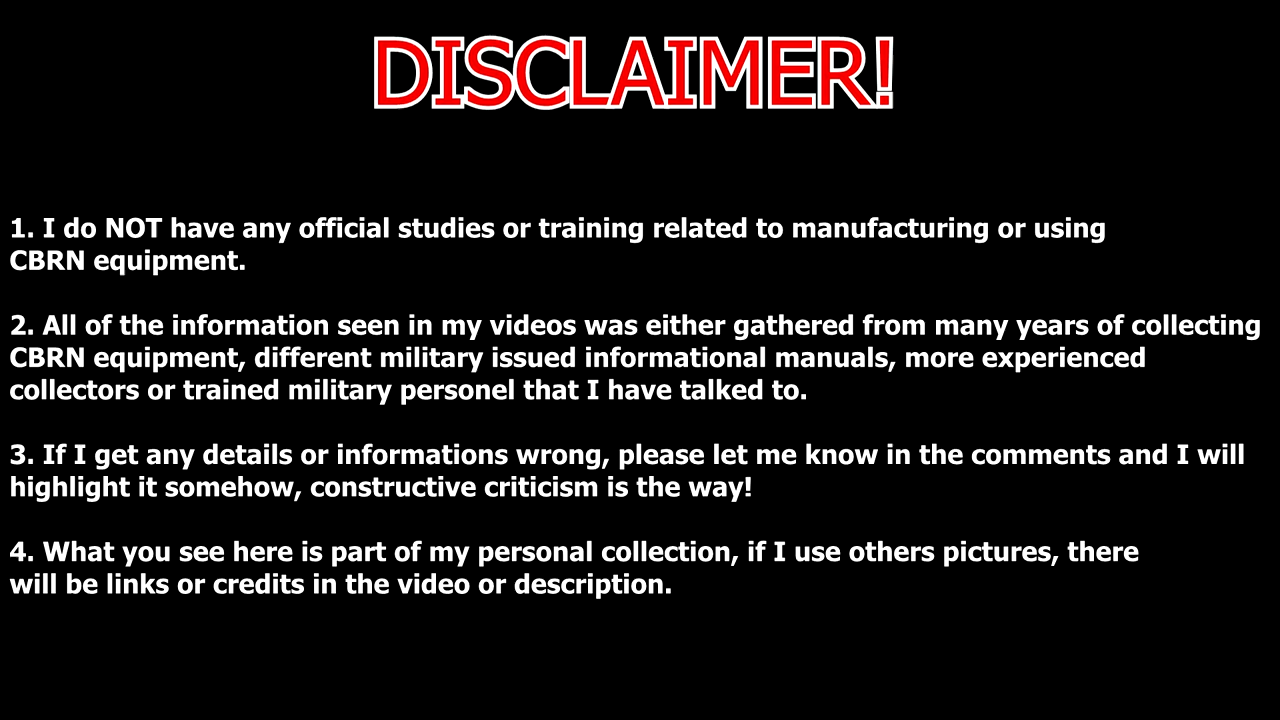 DISCLAIMER!
1. I do NOT have any official studies or training related to manufacturing or using
CBRN equipment.
2. All of the information seen in my videos was either gathered from many years of collecting
CBRN equipment, different military issued informational manuals, more experienced
collectors or trained military personel that I have talked to.
3. If I get any details or informations wrong, please let me know in the comments and I will
highlight it somehow, constructive criticism is the way!
4. What you see here is part of my personal collection, if I use others pictures, there
will be links or credits in the video or description.